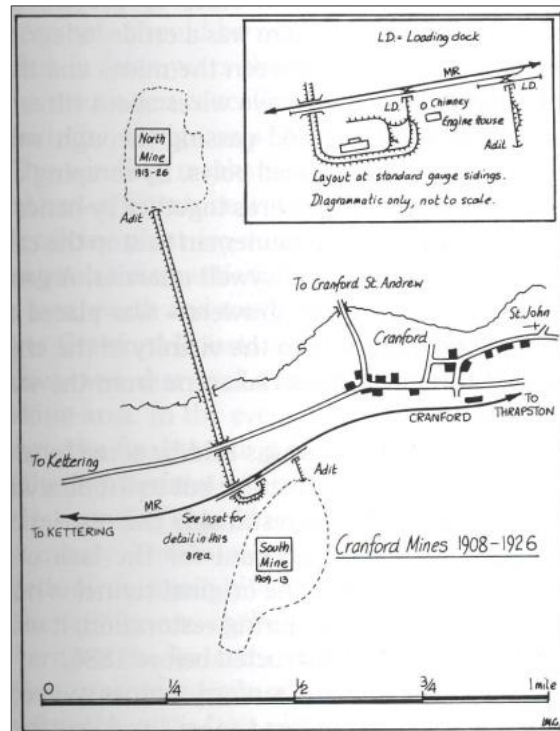 L.D. = Loading dock
MR
L.D.
L.D.
Chimney
Engine House
Adit
Layout at standard gauge sidings.
Diagrammatic only, not to scale.
North
Mine
1913-26
Adit
To Cranford St. Andrew
St. John
Cranford
To Kettering
CRANFORD
TO
THRAPSTON
Adit
MR
TO KETTERING
See inset for
detail in this
area.
South
Mine
1909-13
Cranford Mines 1908-1926
0 1/4 1/2 3/4 1 mile